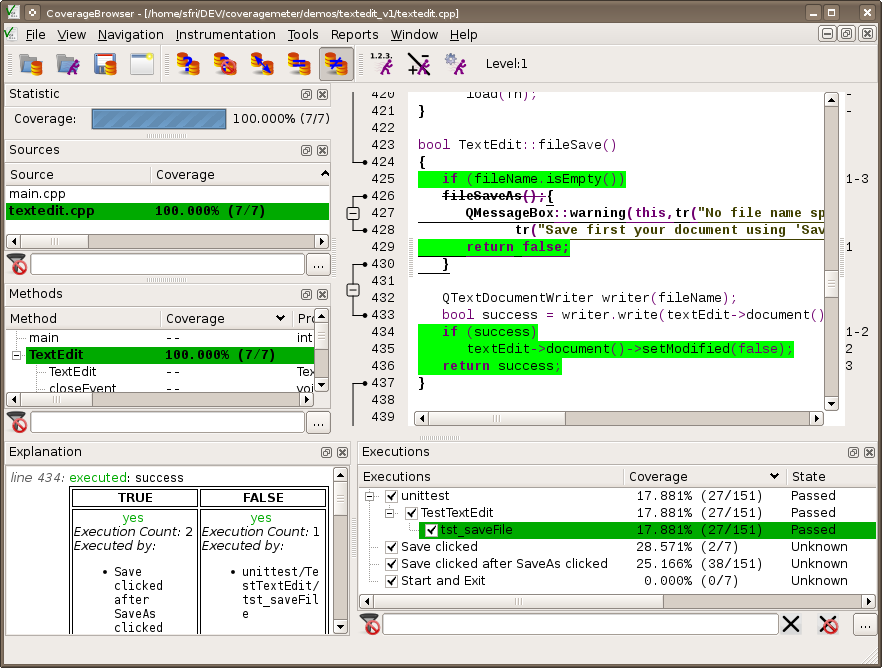 CoverageBrowser - [/home/sfri/DEV/coveragemeter/demos/textedit_v1/textedit.cpp]
File View Navigation Instrumentation Tools Reports Window Help
1.2.3. Level:1
Statistic
Coverage: 100.000% (7/7)
Sources
Source Coverage
main.cpp
textedit.cpp 100.000% (7/7)
...
Methods
Method Coverage Pro
main -- int
TextEdit 100.000% (7/7)
TextEdit -- Tex
closeEvent -- voi
...
420 load(fn); -
421 } -
422
423 bool TextEdit::fileSave()
424 {
425 if (fileName.isEmpty()) 1-3
426 fileSaveAs();{
427 QMessageBox::warning(this,tr("No file name sp
428 tr("Save first your document using 'Sav
429 return false; 1
430 }
431
432 QTextDocumentWriter writer(fileName);
433 bool success = writer.write(textEdit->document()
434 if (success) 1-2
435 textEdit->document()->setModified(false); 2
436 return success; 3
437 }
438
439
Explanation
line 434: executed: success
TRUE FALSE
yes yes
Execution Count: 2 Execution Count: 1
Executed by: Executed by:
• Save • unittest/Te
clicked stTextEdit/
after tst_saveFil
SaveAs e
clicked
Executions
Executions Coverage State
unittest 17.881% (27/151) Passed
TestTextEdit 17.881% (27/151) Passed
tst_saveFile 17.881% (27/151) Passed
Save clicked 28.571% (2/7) Unknown
Save clicked after SaveAs clicked 25.166% (38/151) Unknown
Start and Exit 0.000% (0/7) Unknown
...